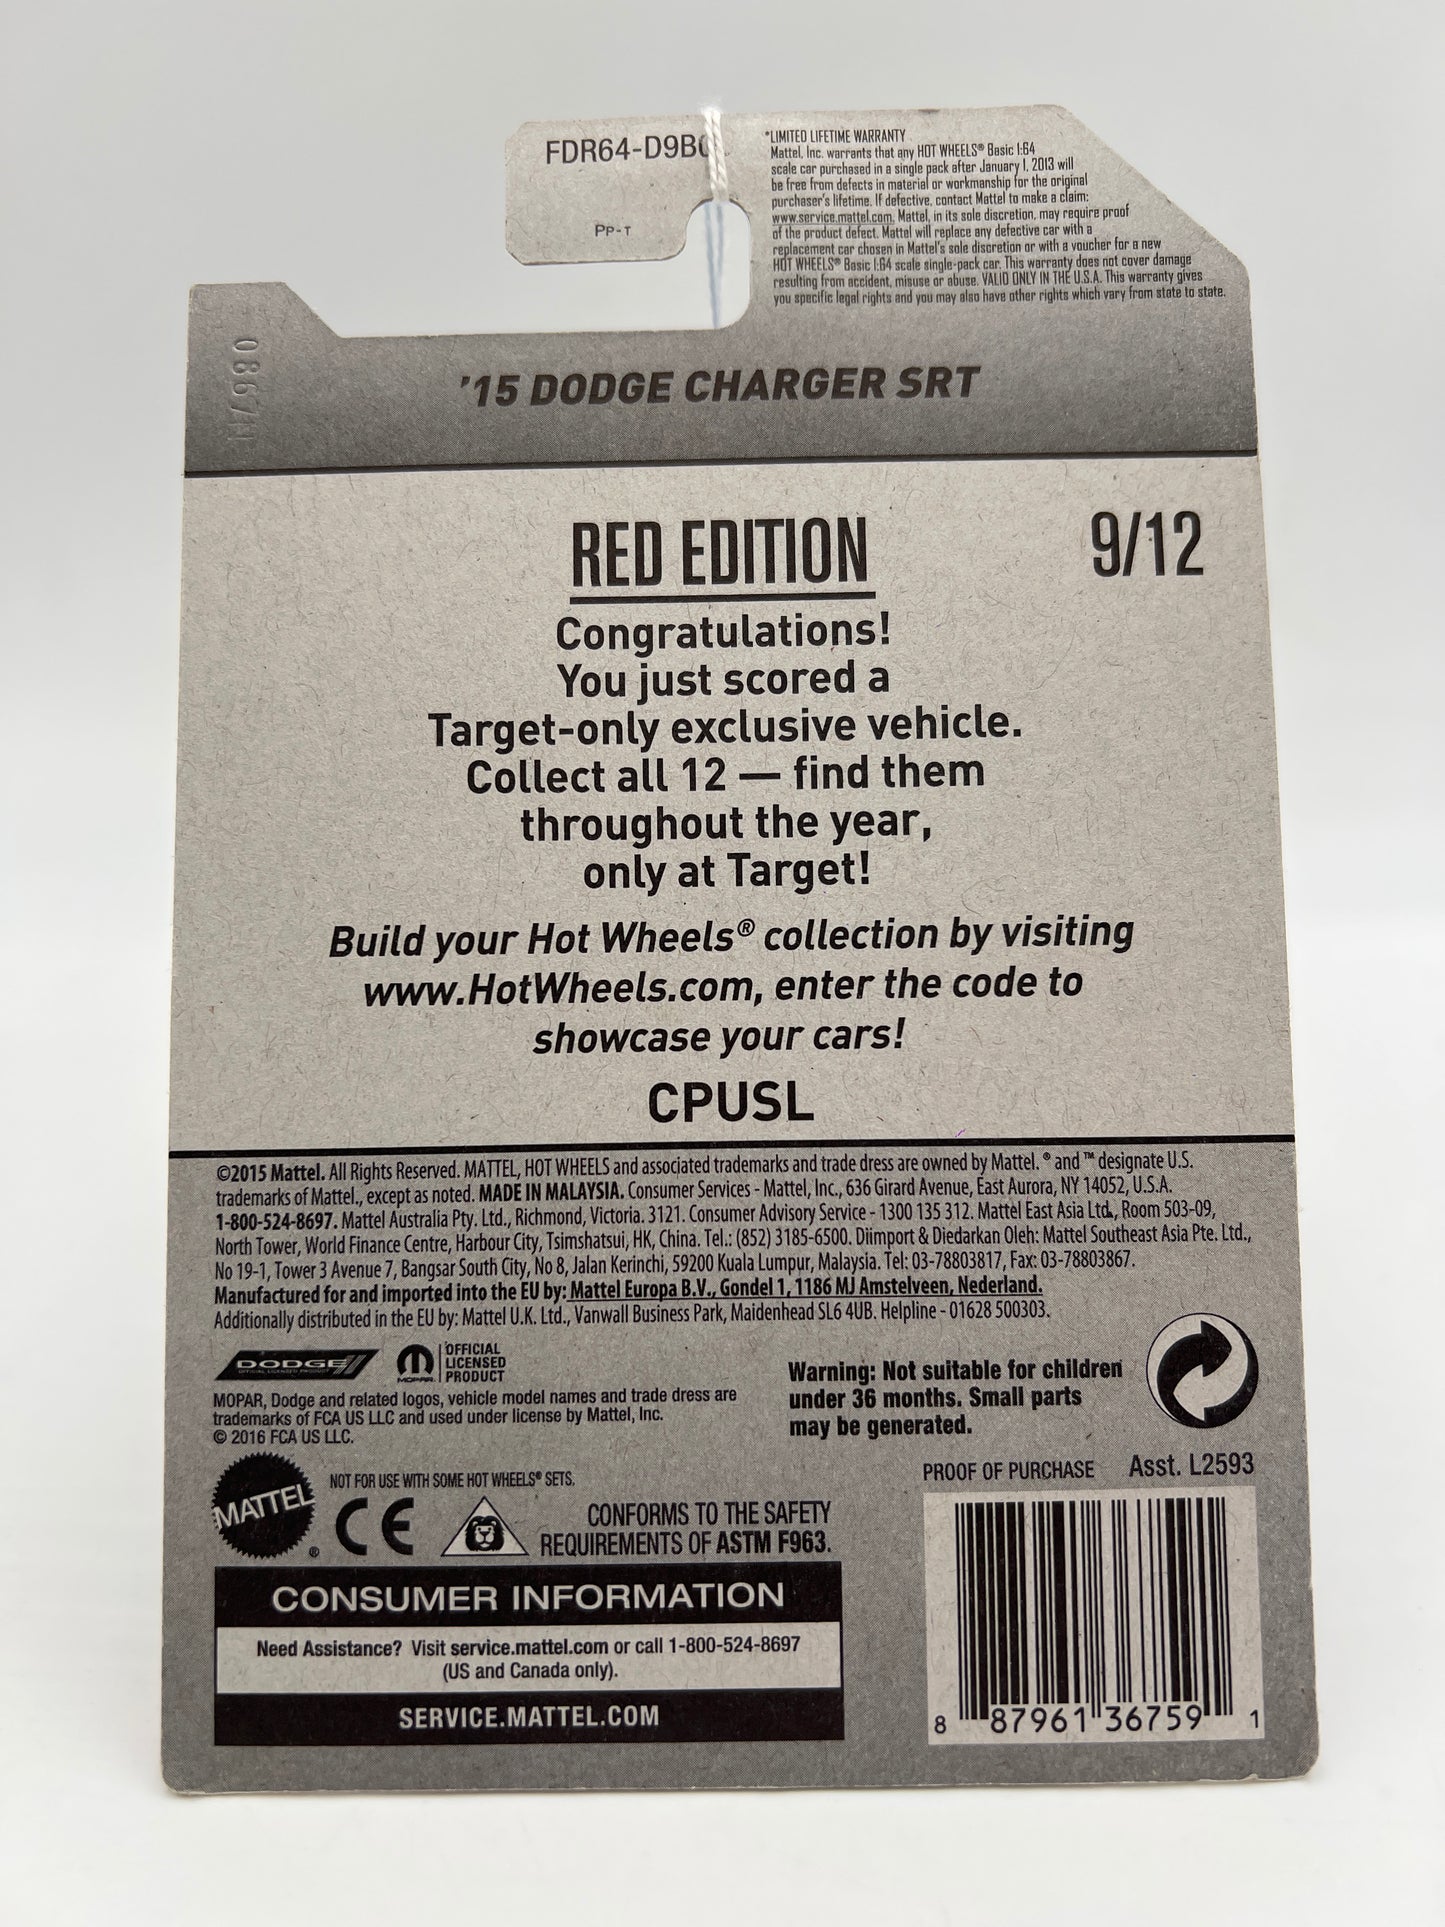 FDR64-D9B0
Pp-T
*LIMITED LIFETIME WARRANTY
Mattel, Inc. warrants that any HOT WHEELS® Basic 1:64
scale car purchased in a single pack after January 1, 2013 will
be free from defects in material or workmanship for the original
purchaser's lifetime. If defective, contact Mattel to make a claim:
www.service.mattel.com. Mattel, in its sole discretion, may require proof
of the product defect. Mattel will replace any defective car with a
replacement car chosen in Mattel's sole discretion or with a voucher for a new
HOT WHEELS® Basic 1:64 scale single-pack car. This warranty does not cover damage
resulting from accident, misuse or abuse. VALID ONLY IN THE U.S.A. This warranty gives
you specific legal rights and you may also have other rights which vary from state to state.
'15 DODGE CHARGER SRT
RED EDITION
9/12
Congratulations!
You just scored a
Target-only exclusive vehicle.
Collect all 12 — find them
throughout the year,
only at Target!
Build your Hot Wheels® collection by visiting
www.HotWheels.com, enter the code to
showcase your cars!
CPUSL
©2015 Mattel. All Rights Reserved. MATTEL, HOT WHEELS and associated trademarks and trade dress are owned by Mattel. ® and ™ designate U.S.
trademarks of Mattel., except as noted. MADE IN MALAYSIA. Consumer Services - Mattel, Inc., 636 Girard Avenue, East Aurora, NY 14052, U.S.A.
1-800-524-8697. Mattel Australia Pty. Ltd., Richmond, Victoria. 3121. Consumer Advisory Service - 1300 135 312. Mattel East Asia Ltd., Room 503-09,
North Tower, World Finance Centre, Harbour City, Tsimshatsui, HK, China. Tel.: (852) 3185-6500. Diimport & Diedarkan Oleh: Mattel Southeast Asia Pte. Ltd.,
No 19-1, Tower 3 Avenue 7, Bangsar South City, No 8, Jalan Kerinchi, 59200 Kuala Lumpur, Malaysia. Tel: 03-78803817, Fax: 03-78803867.
Manufactured for and imported into the EU by: Mattel Europa B.V., Gondel 1, 1186 MJ Amstelveen, Nederland.
Additionally distributed in the EU by: Mattel U.K. Ltd., Vanwall Business Park, Maidenhead SL6 4UB. Helpline - 01628 500303.
DODGE
OFFICIAL LICENSED PRODUCT
MOPAR
OFFICIAL
LICENSED
PRODUCT
MOPAR, Dodge and related logos, vehicle model names and trade dress are
trademarks of FCA US LLC and used under license by Mattel, Inc.
© 2016 FCA US LLC.
Warning: Not suitable for children
under 36 months. Small parts
may be generated.
MATTEL®
NOT FOR USE WITH SOME HOT WHEELS® SETS.
CE
CONFORMS TO THE SAFETY
REQUIREMENTS OF ASTM F963.
PROOF OF PURCHASE
Asst. L2593
CONSUMER INFORMATION
Need Assistance? Visit service.mattel.com or call 1-800-524-8697
(US and Canada only).
SERVICE.MATTEL.COM
8 87961 36759 1